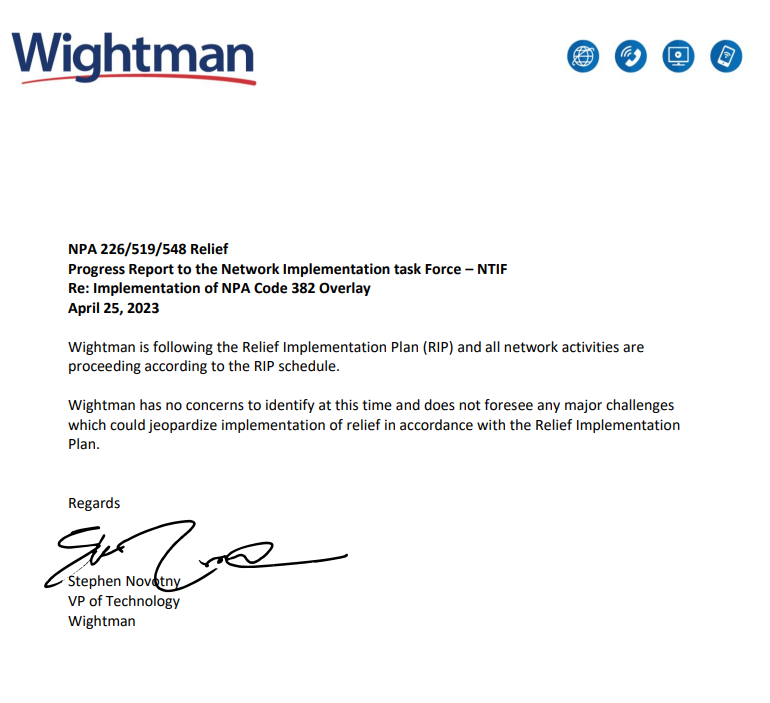 Wightman
NPA 226/519/548 Relief
Progress Report to the Network Implementation task Force – NTIF
Re: Implementation of NPA Code 382 Overlay
April 25, 2023
Wightman is following the Relief Implementation Plan (RIP) and all network activities are
proceeding according to the RIP schedule.
Wightman has no concerns to identify at this time and does not foresee any major challenges
which could jeopardize implementation of relief in accordance with the Relief Implementation
Plan.
Regards
Stephen Novotny
VP of Technology
Wightman